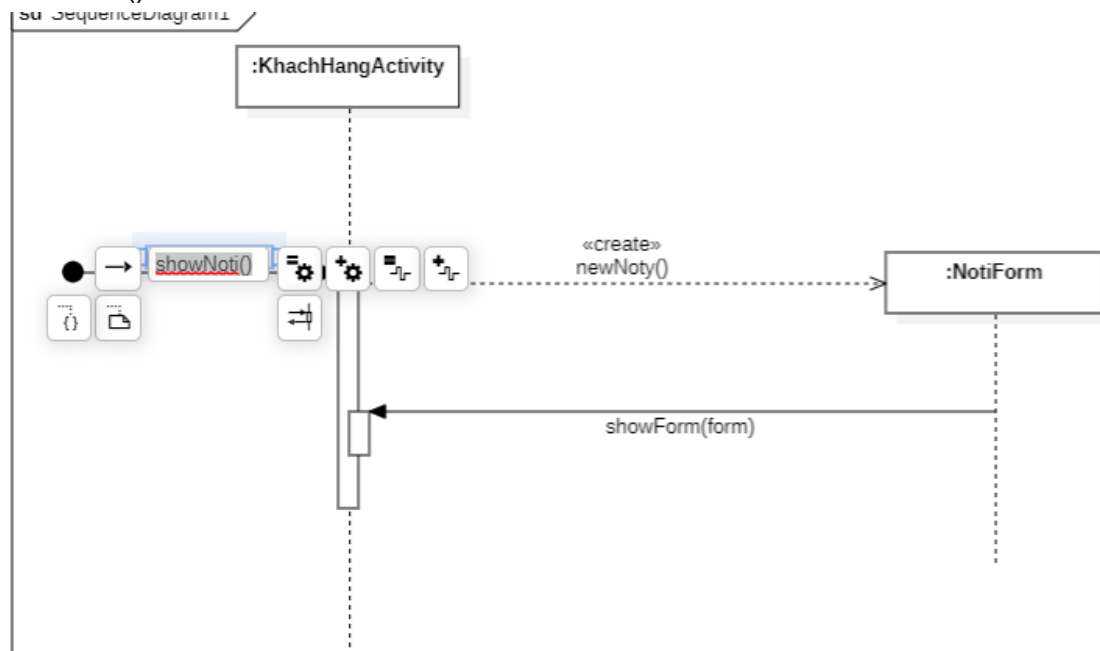 sd SequenceDiagram1
:KhachHangActivity
«create»
showNoti()
newNoty()
:NotiForm
{}
showForm(form)